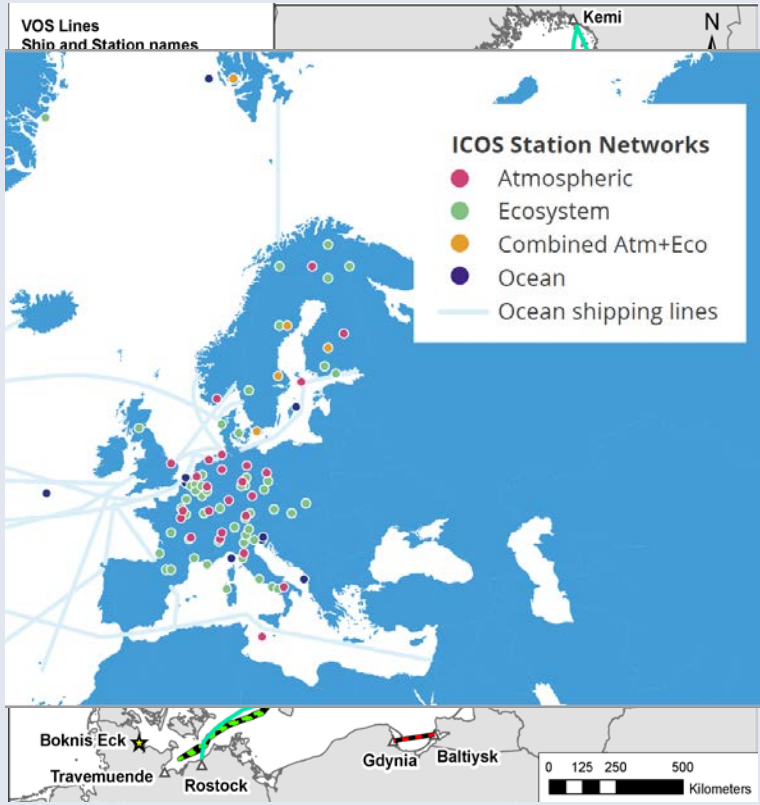 VOS Lines
Ship and Station names
Kemi
N
ICOS Station Networks
Atmospheric
Ecosystem
Combined Atm+Eco
Ocean
Ocean shipping lines
Boknis Eck
Travemuende
Rostock
Gdynia
Baltiysk
0 125 250 500
Kilometers